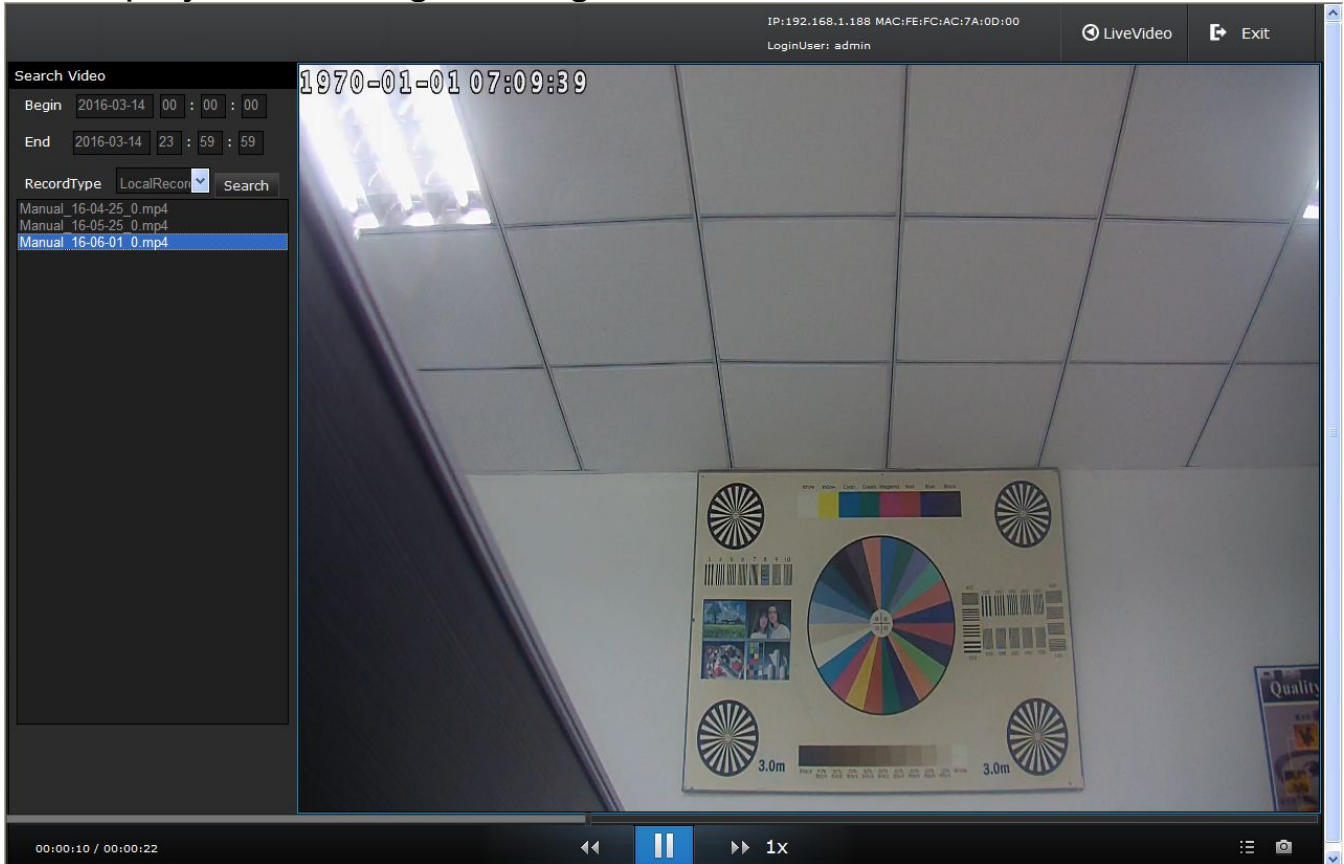 IP:192.168.1.188 MAC:FE:FC:AC:7A:0D:00
LoginUser: admin
LiveVideo
Exit
Search Video
Begin 2016-03-14 00 : 00 : 00
End 2016-03-14 23 : 59 : 59
RecordType LocalRecor
Search
Manual_16-04-25_0.mp4
Manual_16-05-25_0.mp4
Manual_16-06-01_0.mp4
1970-01-01 07:09:39
3.0m
3.0m
Quality
00:00:10 / 00:00:22
1x